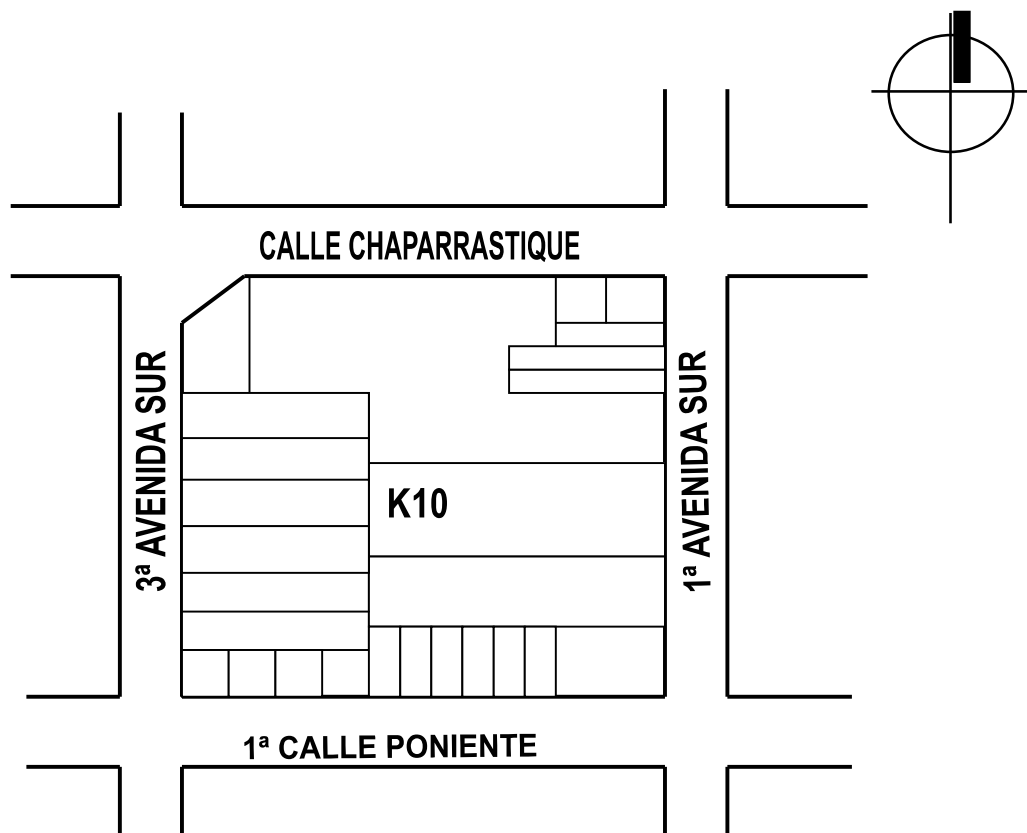 CALLE CHAPARRASTIQUE
3ª AVENIDA SUR
K10
1ª AVENIDA SUR
1ª CALLE PONIENTE